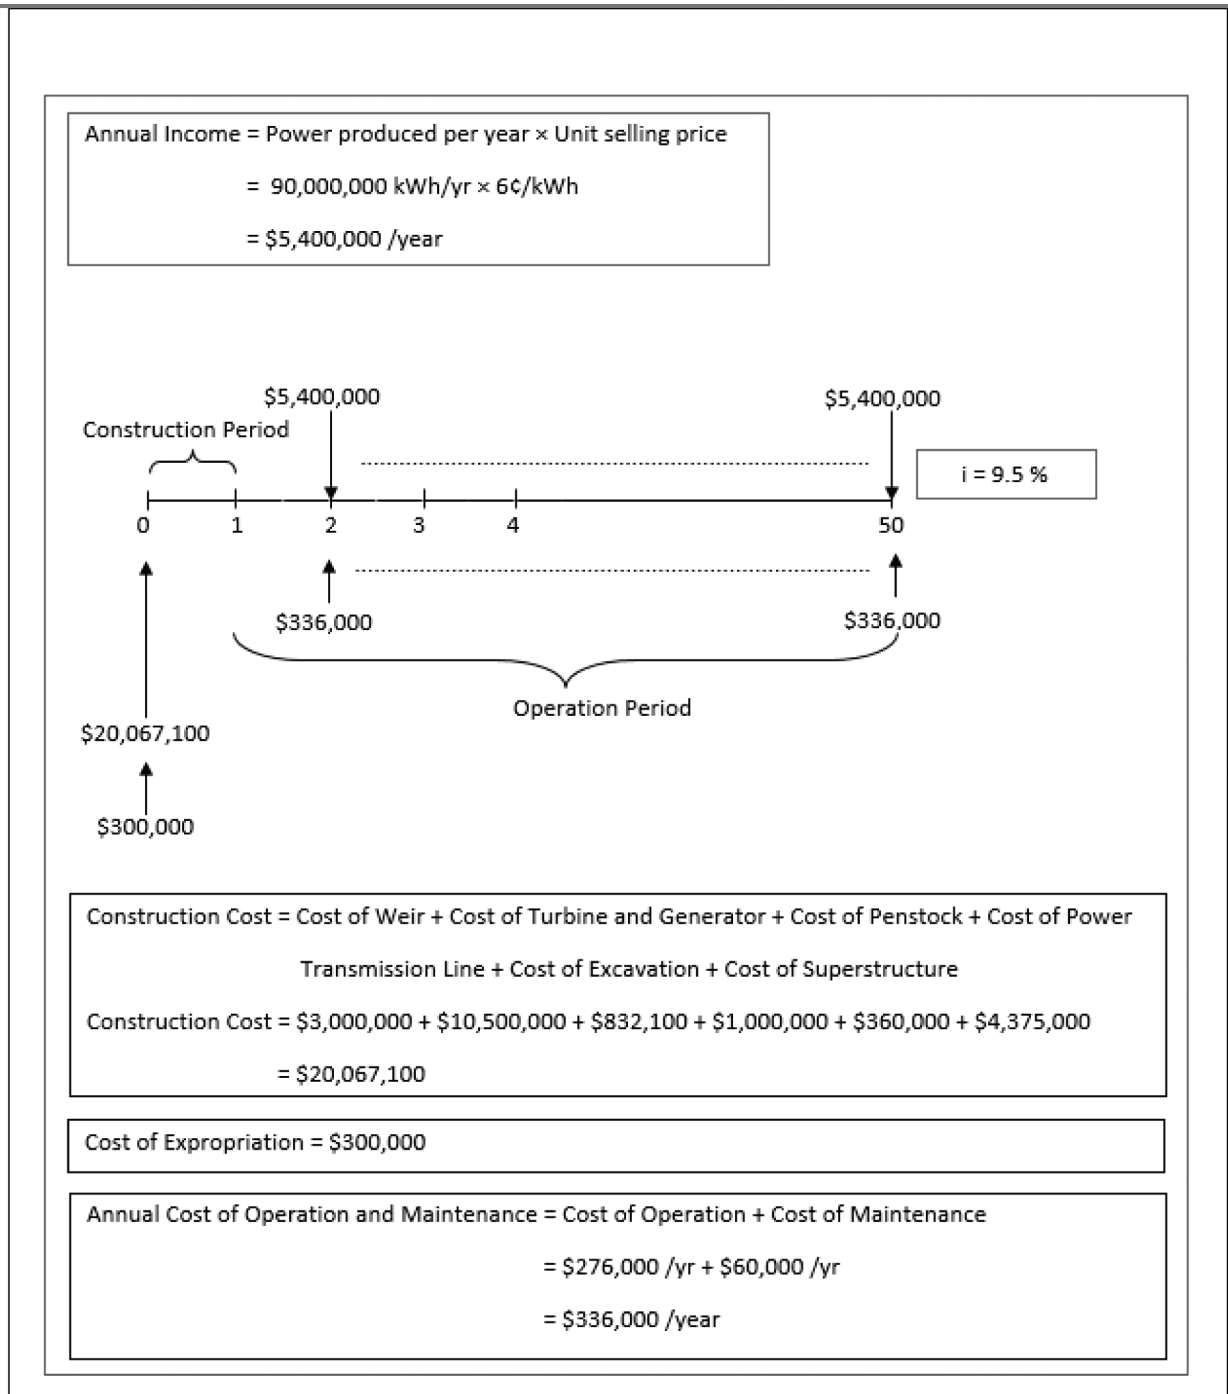 Annual Income = Power produced per year × Unit selling price
= 90,000,000 kWh/yr × 6¢/kWh
= $5,400,000 /year
$5,400,000 $5,400,000
Construction Period
i = 9.5 %
0 1 2 3 4 50
$336,000 $336,000
Operation Period
$20,067,100
$300,000
Construction Cost = Cost of Weir + Cost of Turbine and Generator + Cost of Penstock + Cost of Power
Transmission Line + Cost of Excavation + Cost of Superstructure
Construction Cost = $3,000,000 + $10,500,000 + $832,100 + $1,000,000 + $360,000 + $4,375,000
= $20,067,100
Cost of Expropriation = $300,000
Annual Cost of Operation and Maintenance = Cost of Operation + Cost of Maintenance
= $276,000 /yr + $60,000 /yr
= $336,000 /year